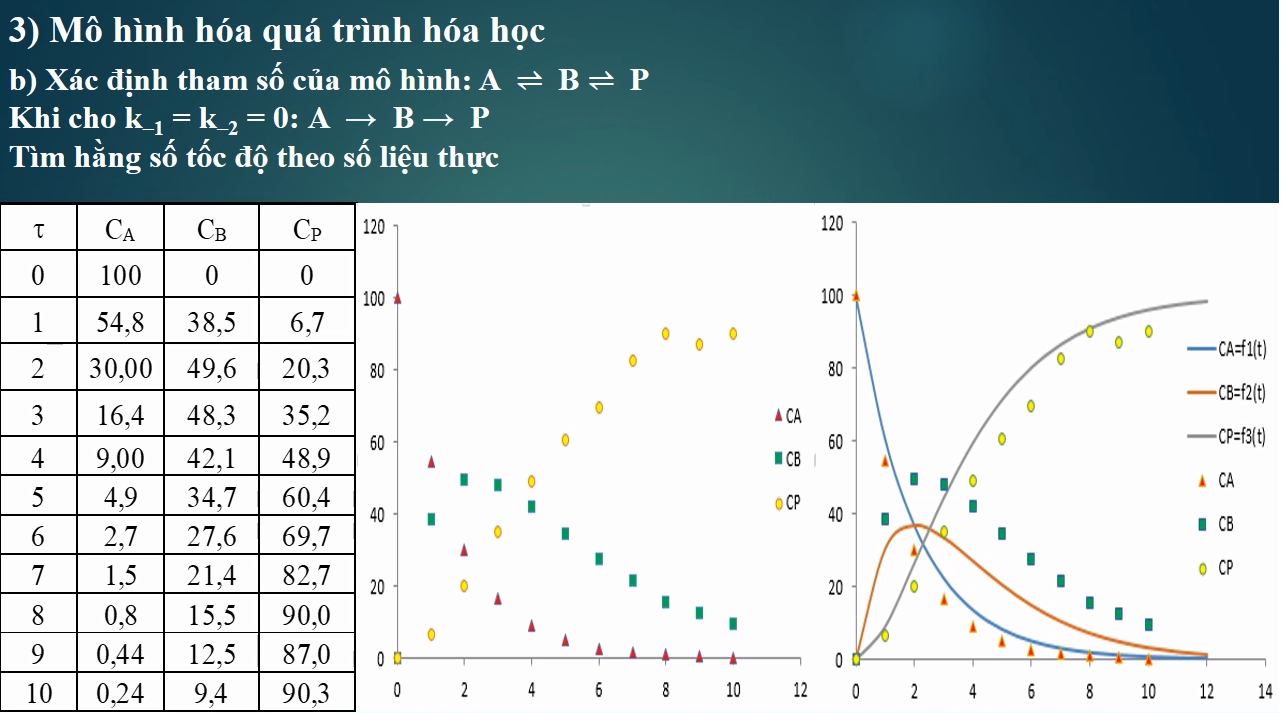 3) Mô hình hóa quá trình hóa học
b) Xác định tham số của mô hình: A ⇌ B ⇌ P
Khi cho k₋₁ = k₋₂ = 0: A → B → P
Tìm hằng số tốc độ theo số liệu thực
τ C_A C_B C_P
0 100 0 0
1 54,8 38,5 6,7
2 30,00 49,6 20,3
3 16,4 48,3 35,2
4 9,00 42,1 48,9
5 4,9 34,7 60,4
6 2,7 27,6 69,7
7 1,5 21,4 82,7
8 0,8 15,5 90,0
9 0,44 12,5 87,0
10 0,24 9,4 90,3
120
100
80
60
40
20
0
0 2 4 6 8 10 12
CA
CB
CP
120
100
80
60
40
20
0
0 2 4 6 8 10 12 14
CA=f1(t)
CB=f2(t)
CP=f3(t)
CA
CB
CP